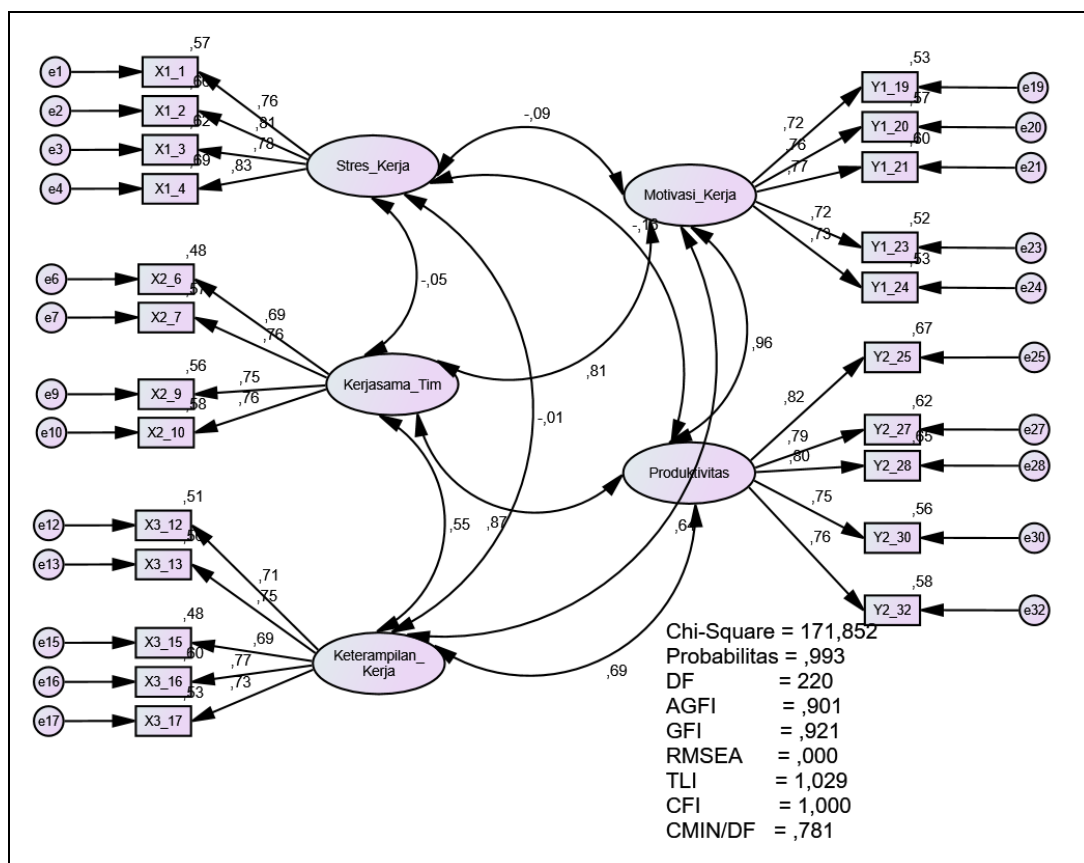 ,57
e1 X1_1
e2 X1_2
,62
e3 X1_3
,69
e4 X1_4
,76
,81
,78
,83
Stres_Kerja
,48
e6 X2_6
,57
e7 X2_7
,56
e9 X2_9
,58
e10 X2_10
,69
,76
,75
,76
Kerjasama_Tim
,51
e12 X3_12
e13 X3_13
,48
e15 X3_15
,60
e16 X3_16
,53
e17 X3_17
,71
,75
,69
,77
,73
Keterampilan_
Kerja
-,09
-,05
-,01
,81
,96
,55
,87
,69
Motivasi_Kerja
,72
,76
,77
,72
,73
,53
Y1_19 e19
,57
Y1_20 e20
,60
Y1_21 e21
,52
Y1_23 e23
,53
Y1_24 e24
Produktivitas
,82
,79
,80
,75
,76
,67
Y2_25 e25
,62
Y2_27 e27
,65
Y2_28 e28
,56
Y2_30 e30
,58
Y2_32 e32
Chi-Square = 171,852
Probabilitas = ,993
DF = 220
AGFI = ,901
GFI = ,921
RMSEA = ,000
TLI = 1,029
CFI = 1,000
CMIN/DF = ,781